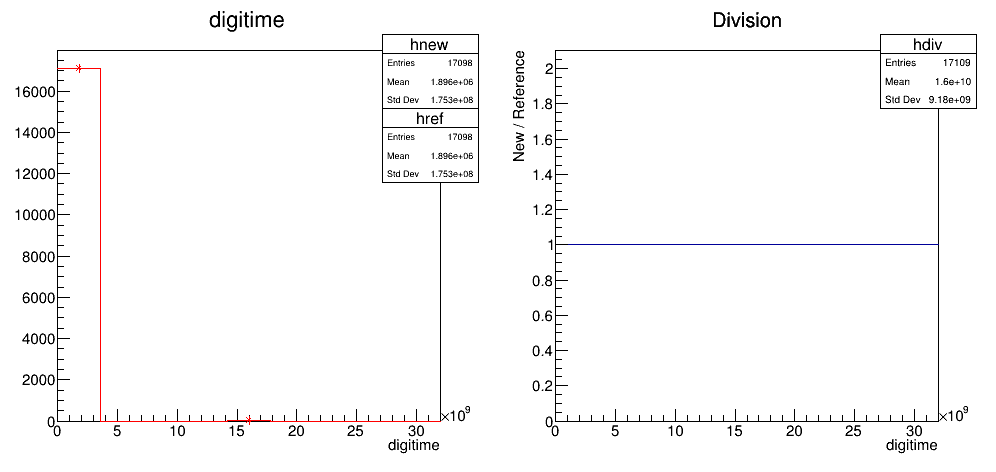 digitime
hnew
Entries 17098
Mean 1.896e+06
Std Dev 1.753e+08
href
Entries 17098
Mean 1.896e+06
Std Dev 1.753e+08
16000
14000
12000
10000
8000
6000
4000
2000
0
0 5 10 15 20 25 30
×10⁹
digitime
Division
hdiv
Entries 17109
Mean 1.6e+10
Std Dev 9.18e+09
New / Reference
2
1.8
1.6
1.4
1.2
1
0.8
0.6
0.4
0.2
0
0 5 10 15 20 25 30
×10⁹
digitime